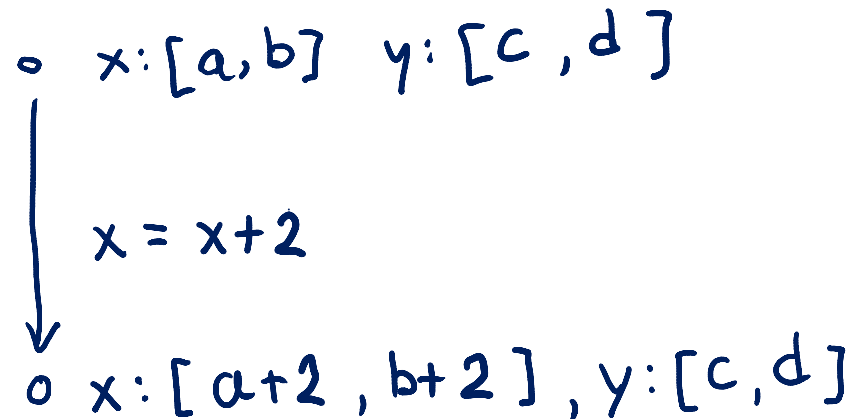 x:[a,b] y:[c,d]
x = x+2
x:[a+2,b+2],y:[c,d]